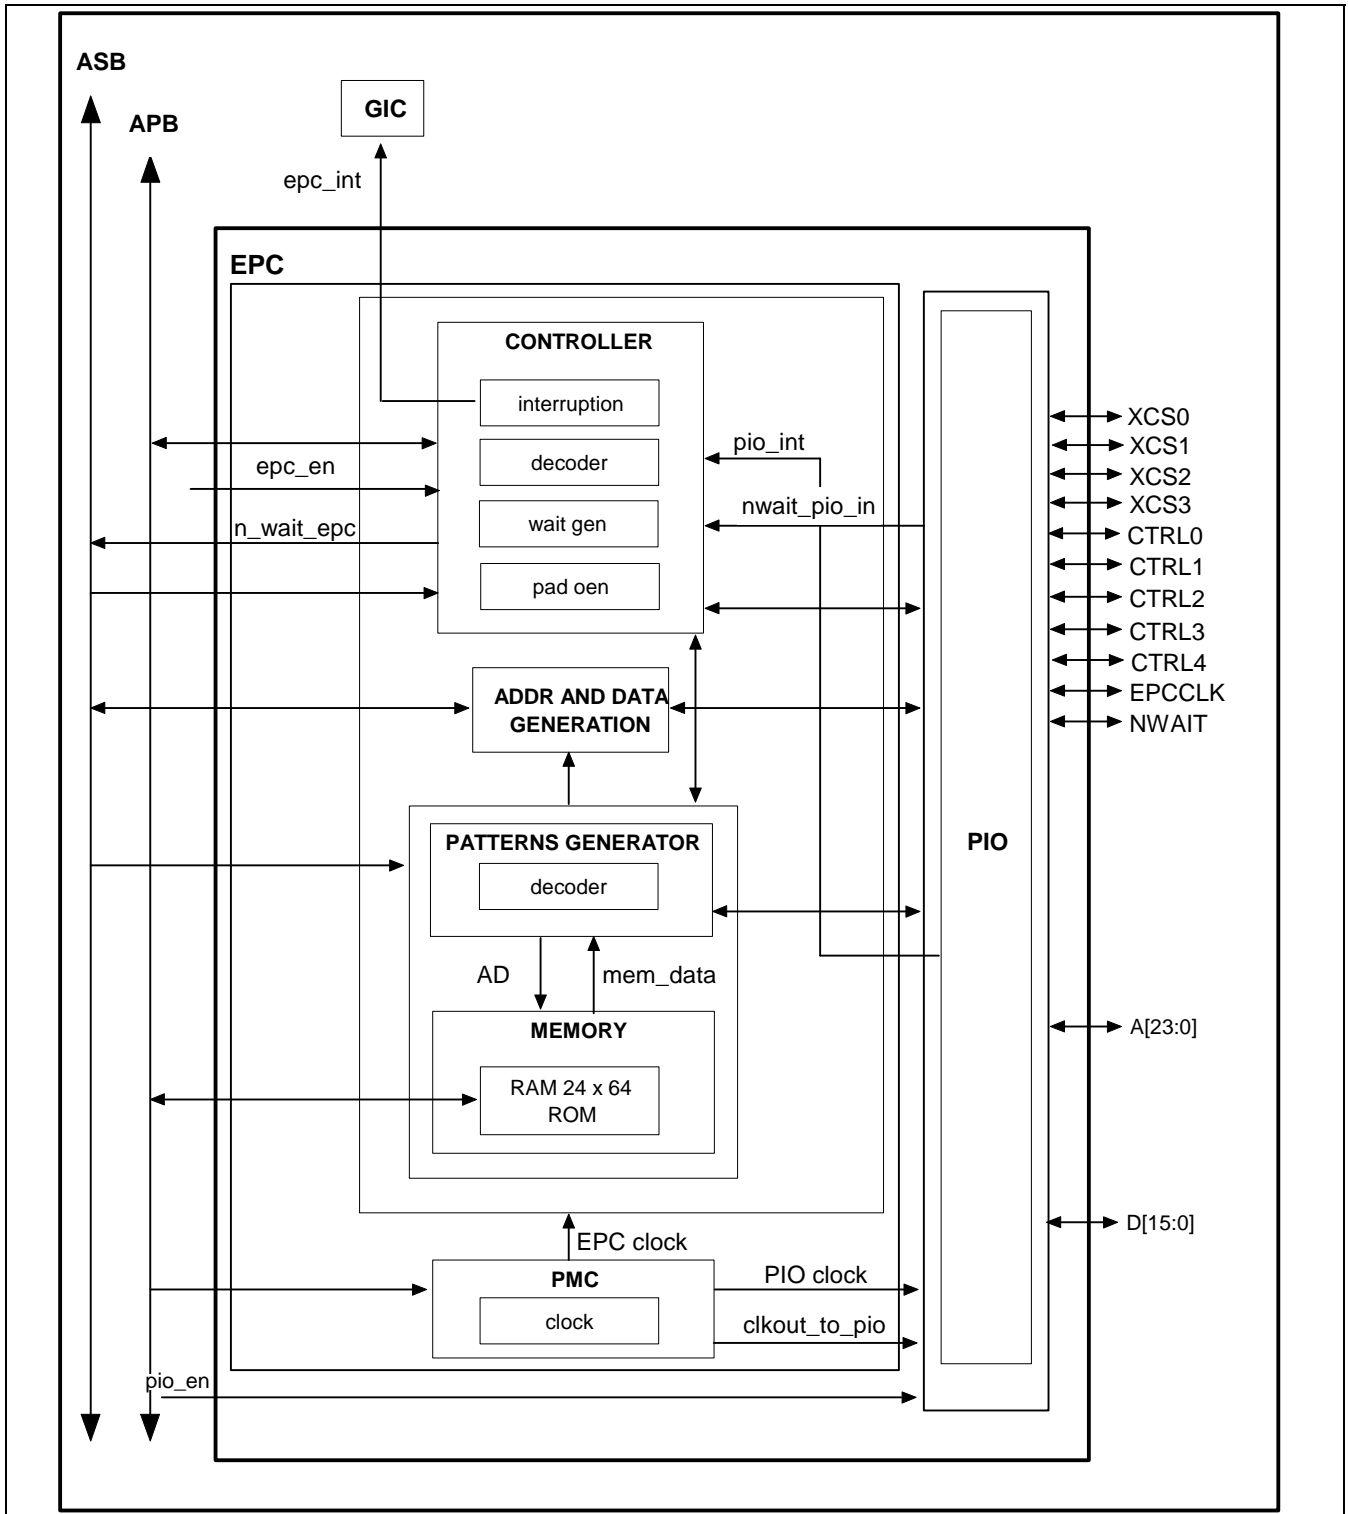 ASB
APB
GIC
epc_int
EPC
CONTROLLER
interruption
decoder
wait gen
pad oen
epc_en
n_wait_epc
pio_int
nwait_pio_in
ADDR AND DATA
GENERATION
PATTERNS GENERATOR
decoder
AD
mem_data
MEMORY
RAM 24 x 64
ROM
EPC clock
PMC
clock
PIO clock
clkout_to_pio
pio_en
PIO
XCS0
XCS1
XCS2
XCS3
CTRL0
CTRL1
CTRL2
CTRL3
CTRL4
EPCCLK
NWAIT
A[23:0]
D[15:0]